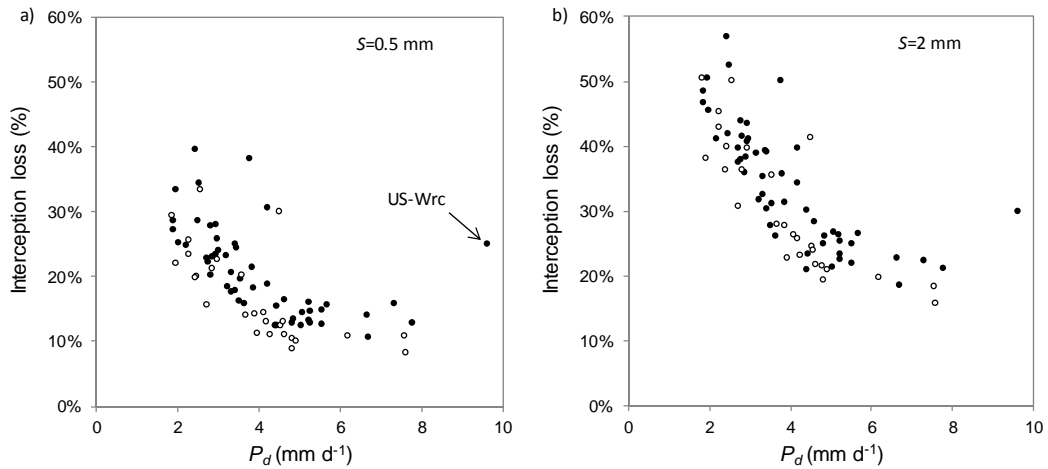 a)
S=0.5 mm
US-Wrc
60%
50%
40%
30%
20%
10%
0%
Interception loss (%)
0 2 4 6 8 10
P_d (mm d⁻¹)
b)
S=2 mm
60%
50%
40%
30%
20%
10%
0%
Interception loss (%)
0 2 4 6 8 10
P_d (mm d⁻¹)